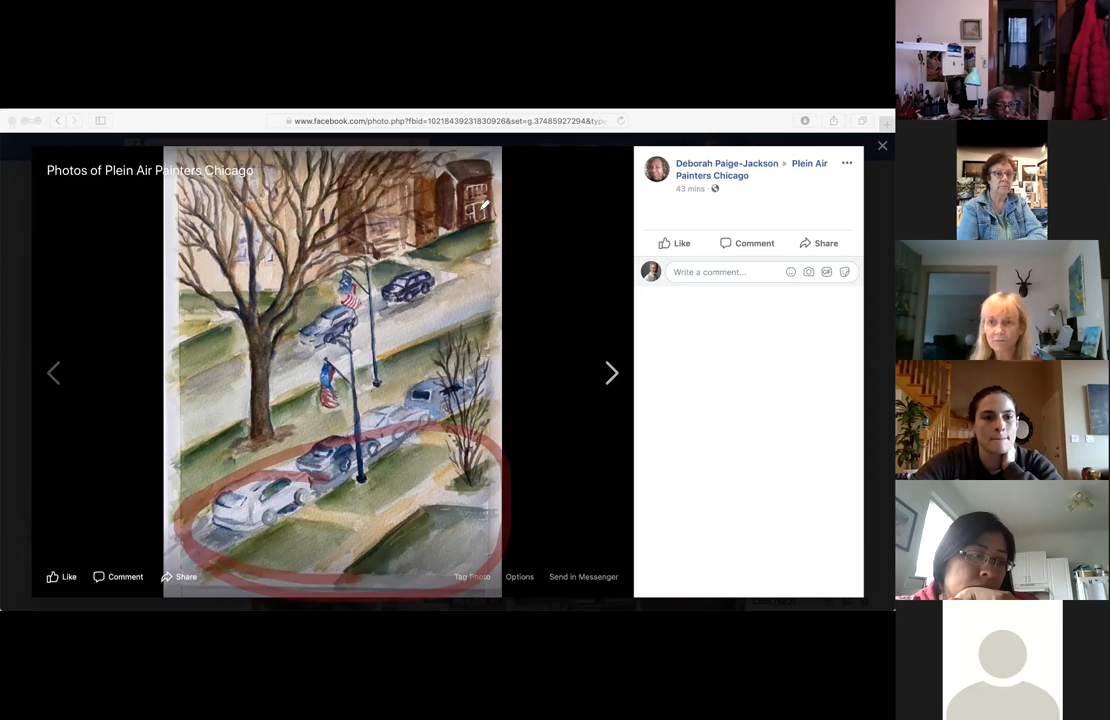 www.facebook.com/photo.php?fbid=10218439231830926&set=g.37485927294&type
Photos of Plein Air Painters Chicago
Deborah Paige-Jackson ▸ Plein Air
Painters Chicago
43 mins
Like Comment Share
Write a comment...
GIF
Like Comment Share
Tag Photo Options Send in Messenger